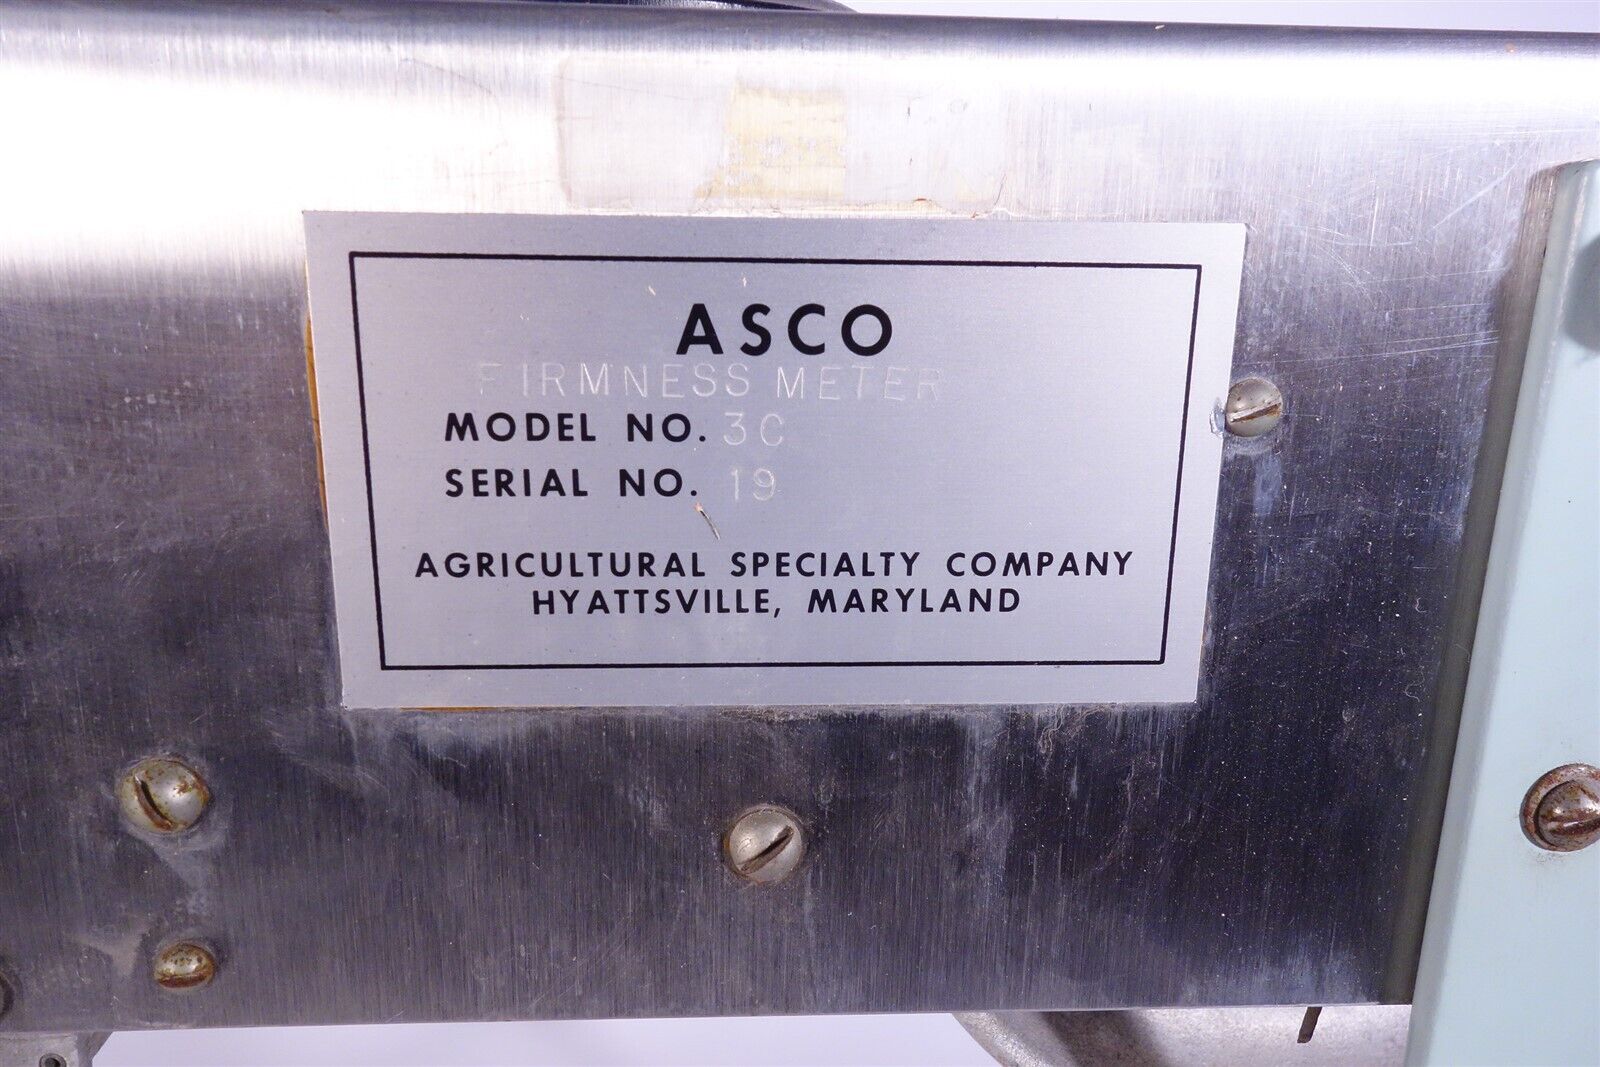 ASCO
FIRMNESS METER
MODEL NO. 3C
SERIAL NO. 19
AGRICULTURAL SPECIALTY COMPANY
HYATTSVILLE, MARYLAND